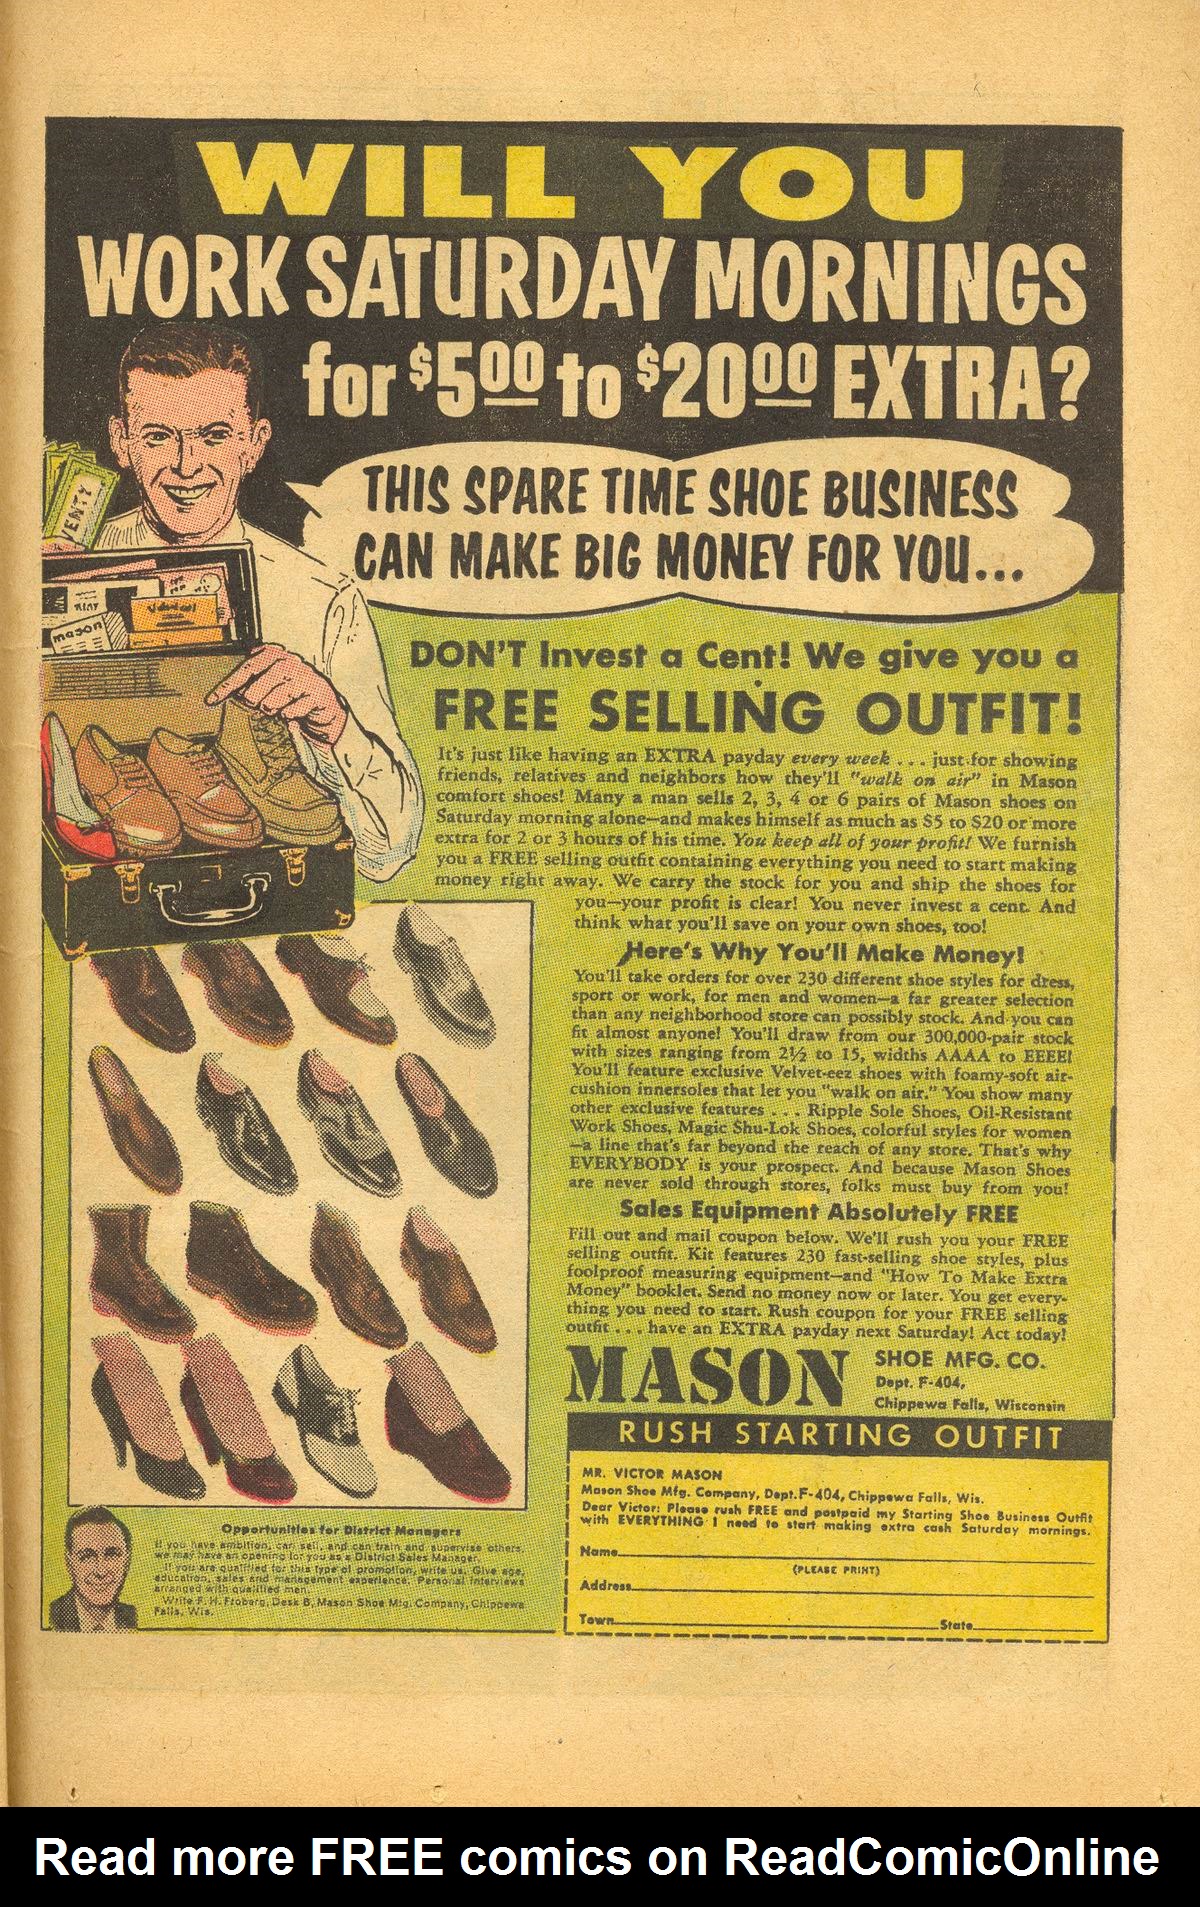 WILL YOU
WORK SATURDAY MORNINGS
for $5.00 to $20.00 EXTRA?
THIS SPARE TIME SHOE BUSINESS
CAN MAKE BIG MONEY FOR YOU...
VENTY
mason
DON'T Invest a Cent! We give you a
FREE SELLING OUTFIT!
It's just like having an EXTRA payday every week . . . just for showing
friends, relatives and neighbors how they'll "walk on air" in Mason
comfort shoes! Many a man sells 2, 3, 4 or 6 pairs of Mason shoes on
Saturday morning alone—and makes himself as much as $5 to $20 or more
extra for 2 or 3 hours of his time. You keep all of your profit! We furnish
you a FREE selling outfit containing everything you need to start making
money right away. We carry the stock for you and ship the shoes for
you—your profit is clear! You never invest a cent. And
think what you'll save on your own shoes, too!
Here's Why You'll Make Money!
You'll take orders for over 230 different shoe styles for dress,
sport or work, for men and women—a far greater selection
than any neighborhood store can possibly stock. And you can
fit almost anyone! You'll draw from our 300,000-pair stock
with sizes ranging from 2½ to 15, widths AAAA to EEEE!
You'll feature exclusive Velvet-eez shoes with foamy-soft air-
cushion innersoles that let you "walk on air." You show many
other exclusive features . . . Ripple Sole Shoes, Oil-Resistant
Work Shoes, Magic Shu-Lok Shoes, colorful styles for women
—a line that's far beyond the reach of any store. That's why
EVERYBODY is your prospect. And because Mason Shoes
are never sold through stores, folks must buy from you!
Sales Equipment Absolutely FREE
Fill out and mail coupon below. We'll rush you your FREE
selling outfit. Kit features 230 fast-selling shoe styles, plus
foolproof measuring equipment—and "How To Make Extra
Money" booklet. Send no money now or later. You get every-
thing you need to start. Rush coupon for your FREE selling
outfit . . . have an EXTRA payday next Saturday! Act today!
MASON SHOE MFG. CO.
Dept. F-404,
Chippewa Falls, Wisconsin
RUSH STARTING OUTFIT
MR. VICTOR MASON
Mason Shoe Mfg. Company, Dept. F-404, Chippewa Falls, Wis.
Dear Victor: Please rush FREE and postpaid my Starting Shoe Business Outfit
with EVERYTHING I need to start making extra cash Saturday mornings.
Name
(PLEASE PRINT)
Address
Town State
Opportunities for District Managers
If you have ambition, can sell, and can train and supervise others,
we may have an opening for you as a District Sales Manager.
If you are qualified for this type of promotion, write us. Give age,
education, sales and management experience. Personal interviews
arranged with qualified men.
Write F. H. Froberg, Desk B, Mason Shoe Mfg. Company, Chippewa
Falls, Wis.
Read more FREE comics on ReadComicOnline